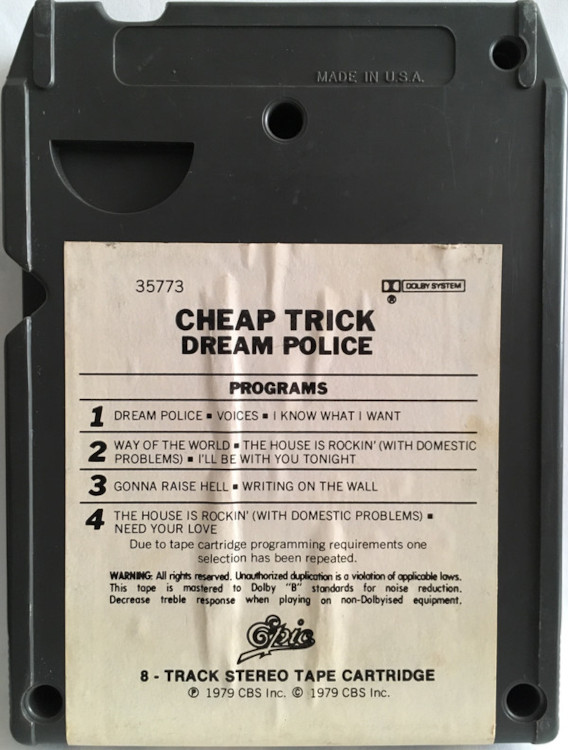 MADE IN U.S.A.
35773
DOLBY SYSTEM
®
CHEAP TRICK
DREAM POLICE
PROGRAMS
1 DREAM POLICE ▪ VOICES ▪ I KNOW WHAT I WANT
2 WAY OF THE WORLD ▪ THE HOUSE IS ROCKIN' (WITH DOMESTIC
PROBLEMS) ▪ I'LL BE WITH YOU TONIGHT
3 GONNA RAISE HELL ▪ WRITING ON THE WALL
4 THE HOUSE IS ROCKIN' (WITH DOMESTIC PROBLEMS) ▪
NEED YOUR LOVE
Due to tape cartridge programming requirements one
selection has been repeated.
WARNING: All rights reserved. Unauthorized duplication is a violation of applicable laws.
This tape is mastered to Dolby "B" standards for noise reduction.
Decrease treble response when playing on non-Dolbyised equipment.
Epic
8 - TRACK STEREO TAPE CARTRIDGE
℗ 1979 CBS Inc. © 1979 CBS Inc.